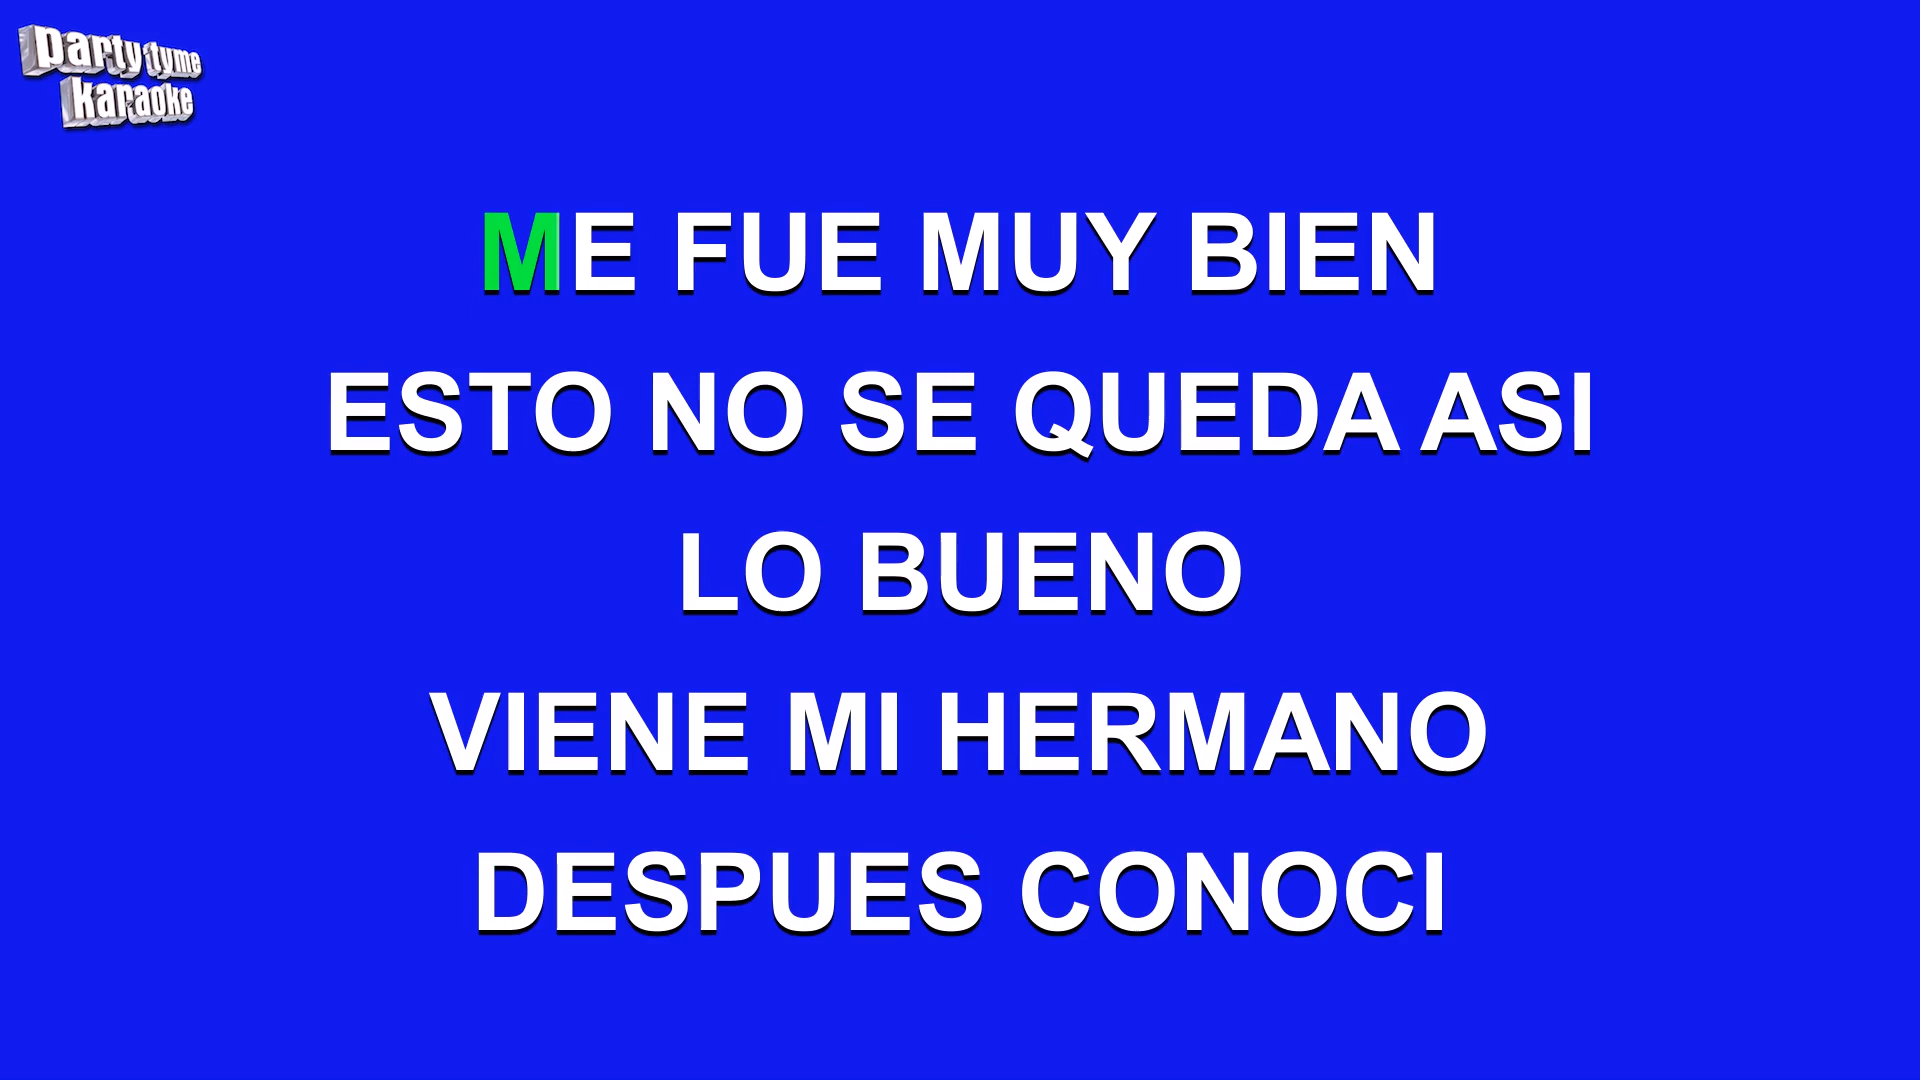 party tyme
karaoke
ME FUE MUY BIEN
ESTO NO SE QUEDA ASI
LO BUENO
VIENE MI HERMANO
DESPUES CONOCI